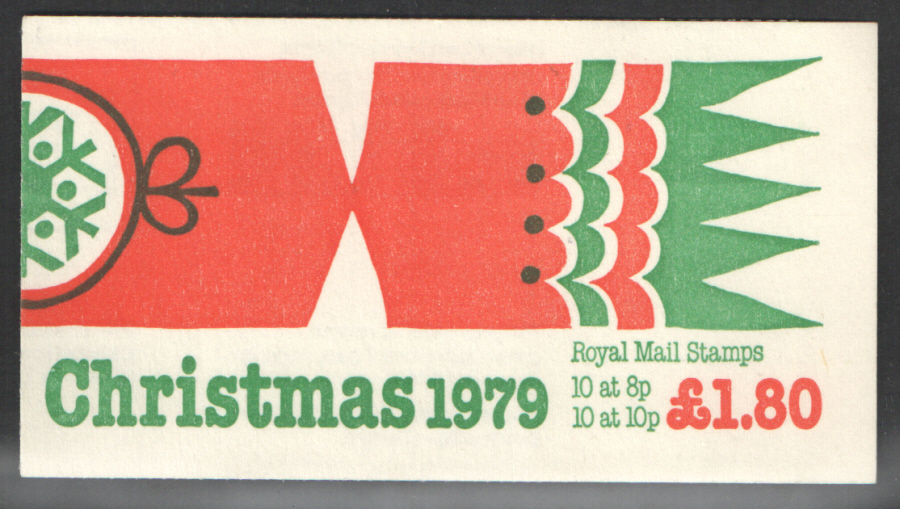 Christmas 1979
Royal Mail Stamps
10 at 8p
10 at 10p
£1.80